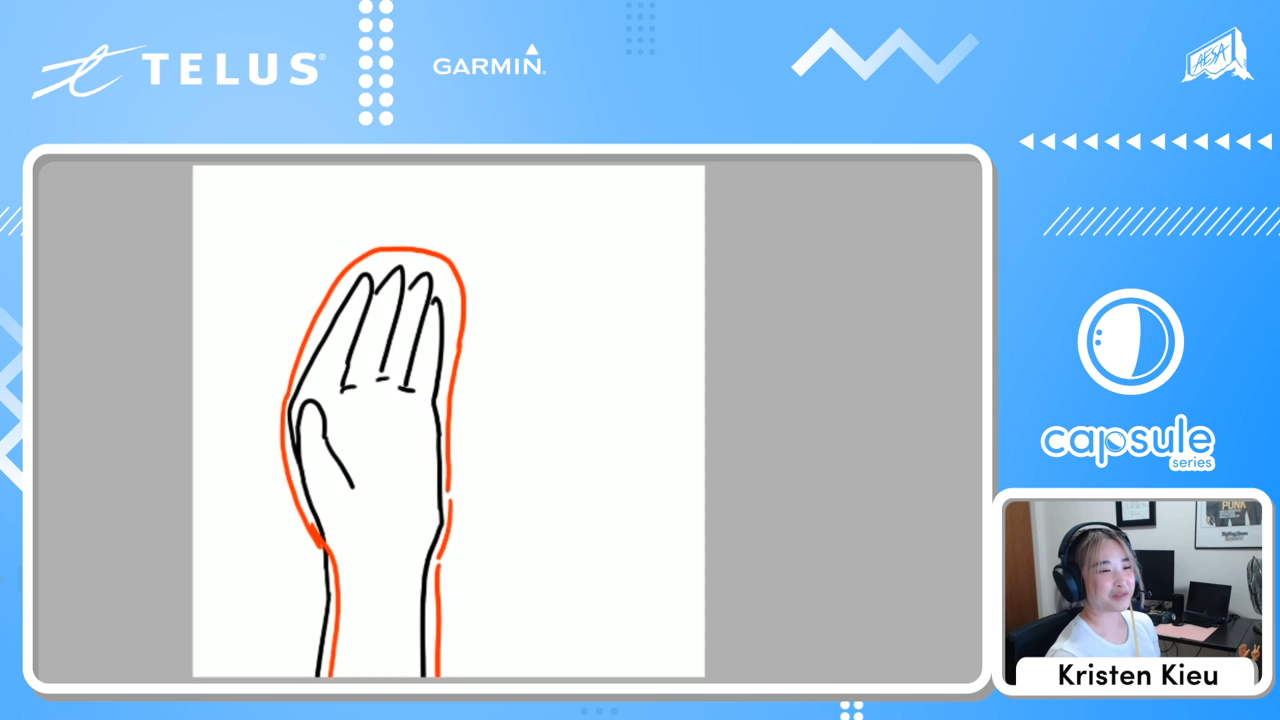 TELUS®
GARMIN.
AESA
capsule
series
PUNK
Kristen Kieu